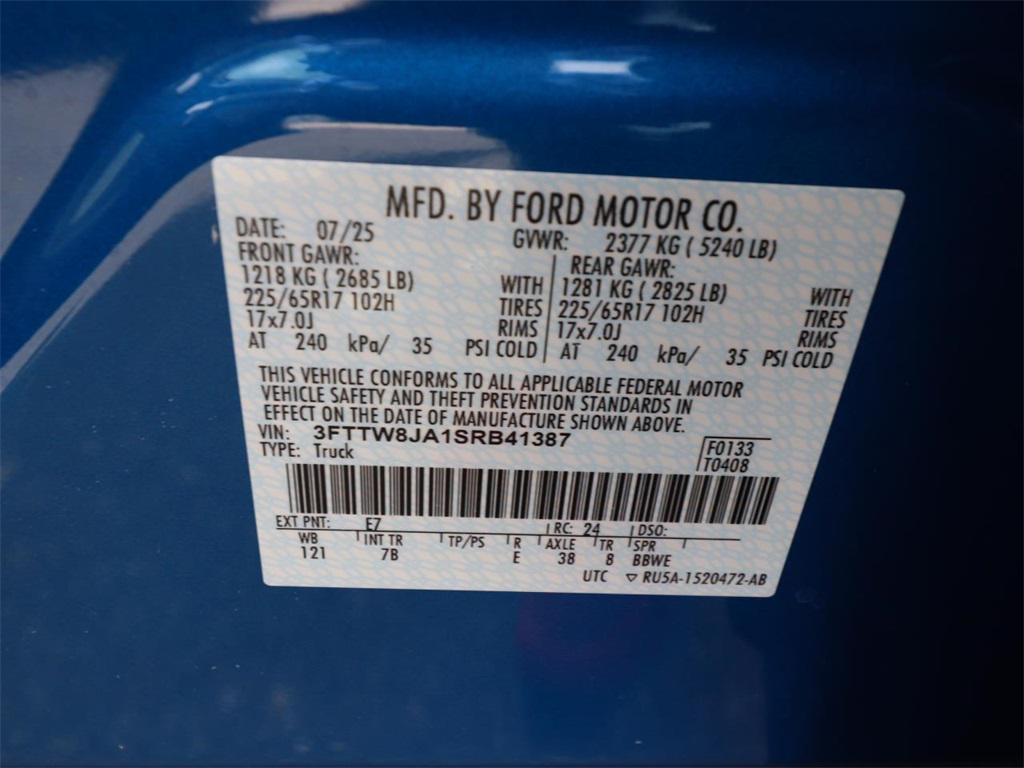 MFD. BY FORD MOTOR CO.
DATE: 07/25 GVWR: 2377 KG ( 5240 LB)
FRONT GAWR: REAR GAWR:
1218 KG ( 2685 LB) WITH 1281 KG ( 2825 LB) WITH
225/65R17 102H TIRES 225/65R17 102H TIRES
17x7.0J RIMS 17x7.0J RIMS
AT 240 kPa/ 35 PSI COLD AT 240 kPa/ 35 PSI COLD
THIS VEHICLE CONFORMS TO ALL APPLICABLE FEDERAL MOTOR
VEHICLE SAFETY AND THEFT PREVENTION STANDARDS IN
EFFECT ON THE DATE OF MANUFACTURE SHOWN ABOVE.
VIN: 3FTTW8JA1SRB41387 F0133
TYPE: Truck T0408
EXT PNT: E7 RC: 24 DSO:
WB INT TR TP/PS R AXLE TR SPR
121 7B E 38 8 BBWE
UTC ▽ RU5A-1520472-AB